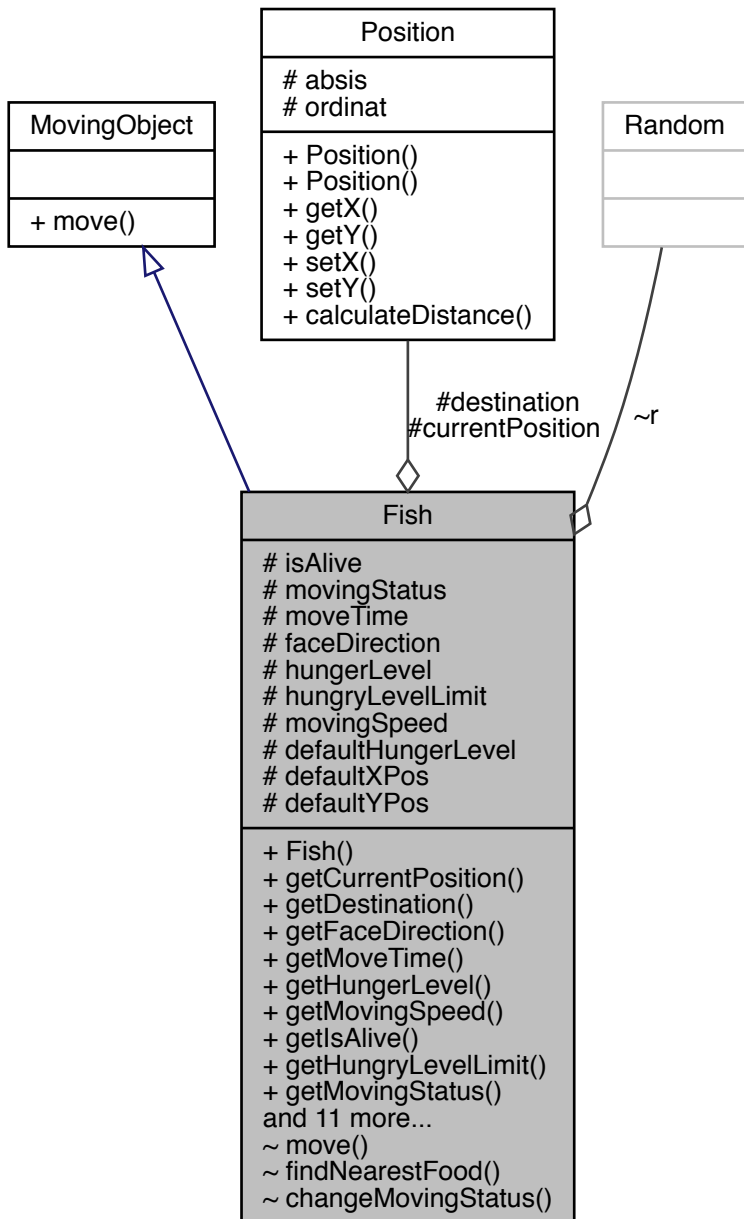 Position
# absis
# ordinat
+ Position()
+ Position()
+ getX()
+ getY()
+ setX()
+ setY()
+ calculateDistance()
MovingObject
+ move()
Random
#destination
#currentPosition
~r
Fish
# isAlive
# movingStatus
# moveTime
# faceDirection
# hungerLevel
# hungryLevelLimit
# movingSpeed
# defaultHungerLevel
# defaultXPos
# defaultYPos
+ Fish()
+ getCurrentPosition()
+ getDestination()
+ getFaceDirection()
+ getMoveTime()
+ getHungerLevel()
+ getMovingSpeed()
+ getIsAlive()
+ getHungryLevelLimit()
+ getMovingStatus()
and 11 more...
~ move()
~ findNearestFood()
~ changeMovingStatus()